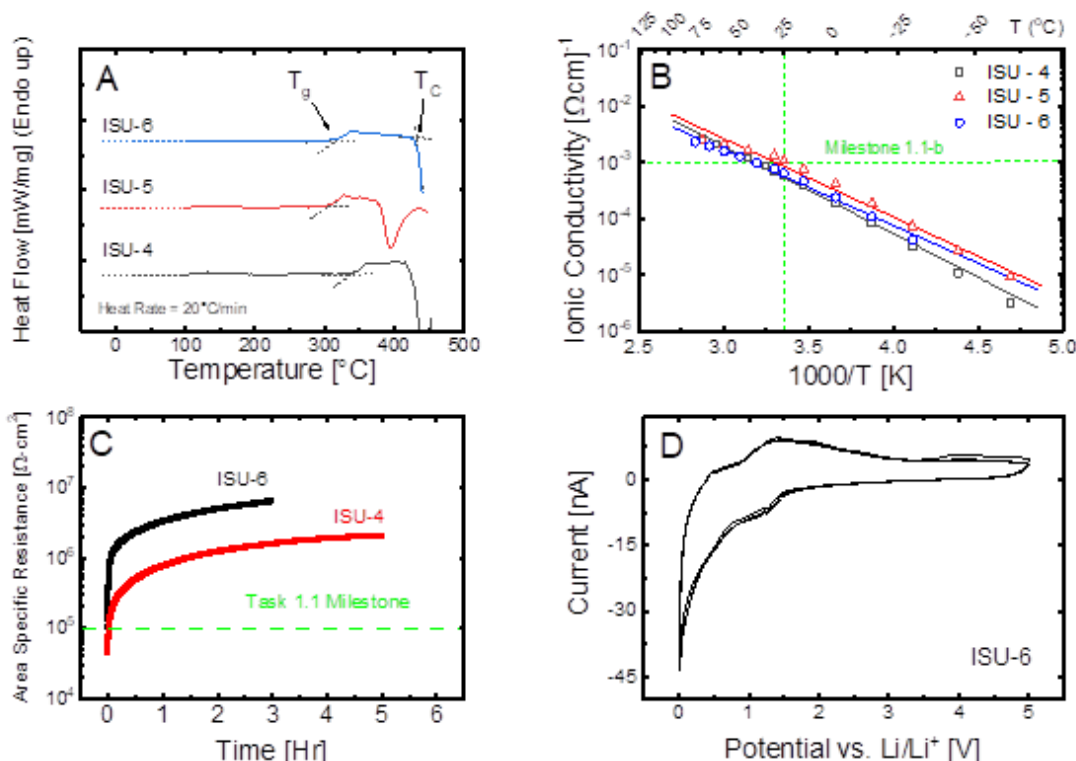 A
T_g
T_C
ISU-6
ISU-5
ISU-4
Heat Rate = 20°C/min
Heat Flow [mW/mg] (Endo up)
0 100 200 300 400 500
Temperature [°C]
125 100 75 50 25 0 -25 -50 T (°C)
B
ISU - 4
ISU - 5
ISU - 6
Milestone 1.1-b
Ionic Conductivity [Ωcm]⁻¹
10⁻¹
10⁻²
10⁻³
10⁻⁴
10⁻⁵
10⁻⁶
2.5 3.0 3.5 4.0 4.5 5.0
1000/T [K]
C
ISU-6
ISU-4
Task 1.1 Milestone
Area Specific Resistance [Ω·cm²]
10⁸
10⁷
10⁶
10⁵
10⁴
0 1 2 3 4 5 6
Time [Hr]
D
Current [nA]
0
-15
-30
-45
ISU-6
0 1 2 3 4 5
Potential vs. Li/Li⁺ [V]